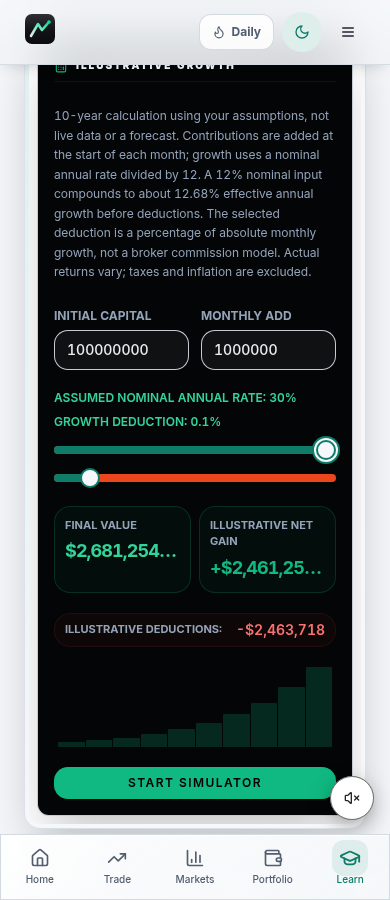 Daily
ILLUSTRATIVE GROWTH
10-year calculation using your assumptions, not
live data or a forecast. Contributions are added at
the start of each month; growth uses a nominal
annual rate divided by 12. A 12% nominal input
compounds to about 12.68% effective annual
growth before deductions. The selected
deduction is a percentage of absolute monthly
growth, not a broker commission model. Actual
returns vary; taxes and inflation are excluded.
INITIAL CAPITAL
MONTHLY ADD
100000000
1000000
ASSUMED NOMINAL ANNUAL RATE: 30%
GROWTH DEDUCTION: 0.1%
FINAL VALUE
$2,681,254...
ILLUSTRATIVE NET
GAIN
+$2,461,25...
ILLUSTRATIVE DEDUCTIONS:
-$2,463,718
START SIMULATOR
Home
Trade
Markets
Portfolio
Learn